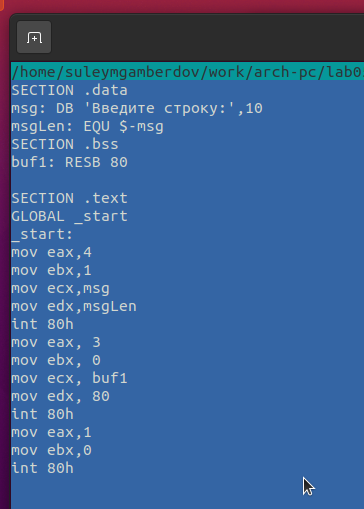 /home/suleymgamberdov/work/arch-pc/lab0
SECTION .data
msg: DB 'Введите строку:',10
msgLen: EQU $-msg
SECTION .bss
buf1: RESB 80
SECTION .text
GLOBAL _start
_start:
mov eax,4
mov ebx,1
mov ecx,msg
mov edx,msgLen
int 80h
mov eax, 3
mov ebx, 0
mov ecx, buf1
mov edx, 80
int 80h
mov eax,1
mov ebx,0
int 80h